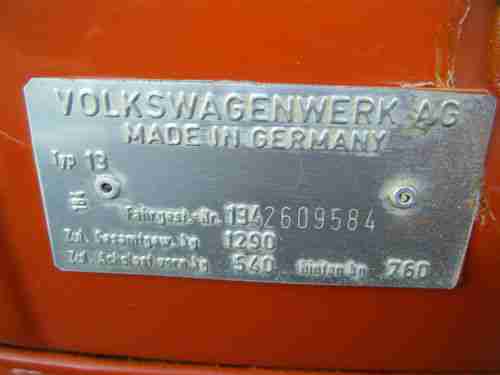 VOLKSWAGENWERK AG
MADE IN GERMANY
Typ 13
184
Fahrgest.-Nr. 1342609584
Zul. Gesamtgew. kg 1290
Zul. Achslast vorn kg 540 hinten kg 760